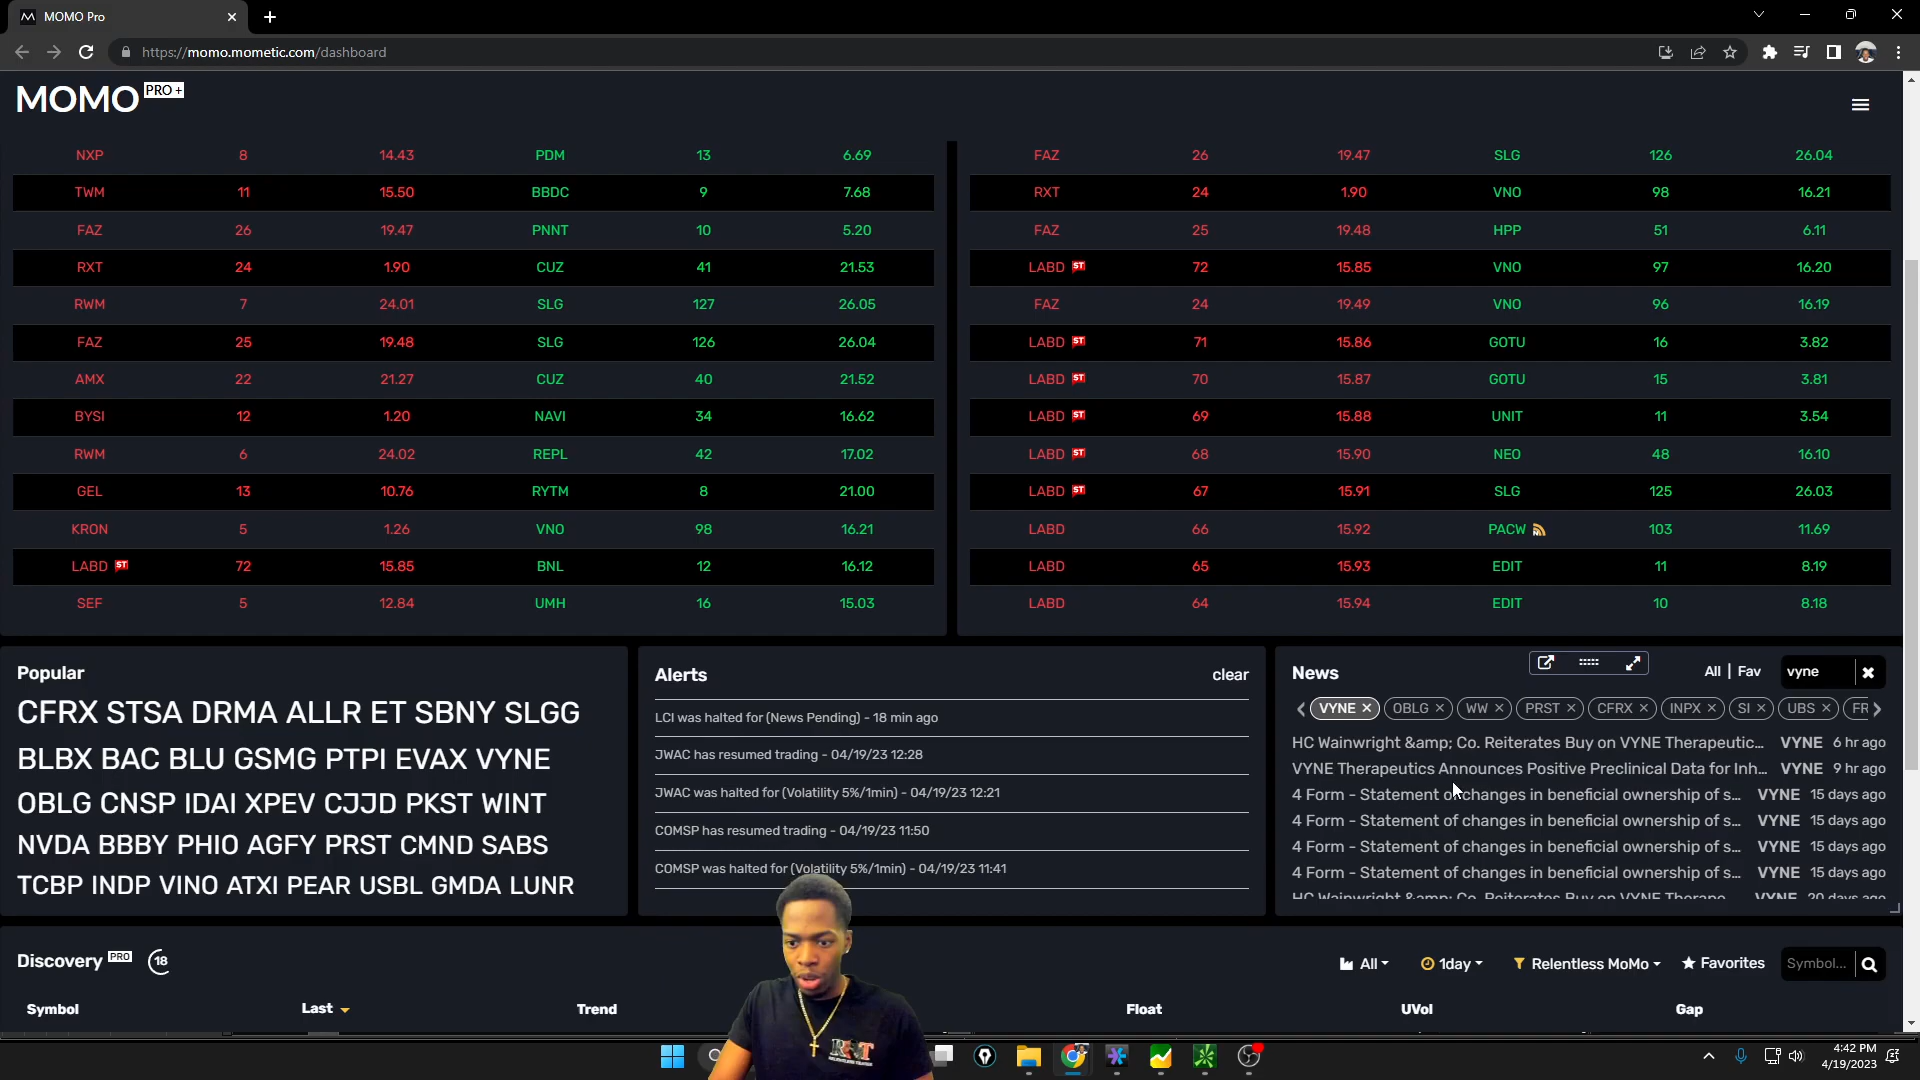 MOMO Pro
https://momo.mometic.com/dashboard
MOMO PRO +
NXP 8 14.43 PDM 13 6.69
TWM 11 15.50 BBDC 9 7.68
FAZ 26 19.47 PNNT 10 5.20
RXT 24 1.90 CUZ 41 21.53
RWM 7 24.01 SLG 127 26.05
FAZ 25 19.48 SLG 126 26.04
AMX 22 21.27 CUZ 40 21.52
BYSI 12 1.20 NAVI 34 16.62
RWM 6 24.02 REPL 42 17.02
GEL 13 10.76 RYTM 8 21.00
KRON 5 1.26 VNO 98 16.21
LABD ST 72 15.85 BNL 12 16.12
SEF 5 12.84 UMH 16 15.03
FAZ 26 19.47 SLG 126 26.04
RXT 24 1.90 VNO 98 16.21
FAZ 25 19.48 HPP 51 6.11
LABD ST 72 15.85 VNO 97 16.20
FAZ 24 19.49 VNO 96 16.19
LABD ST 71 15.86 GOTU 16 3.82
LABD ST 70 15.87 GOTU 15 3.81
LABD ST 69 15.88 UNIT 11 3.54
LABD ST 68 15.90 NEO 48 16.10
LABD ST 67 15.91 SLG 125 26.03
LABD 66 15.92 PACW 103 11.69
LABD 65 15.93 EDIT 11 8.19
LABD 64 15.94 EDIT 10 8.18
Popular
CFRX STSA DRMA ALLR ET SBNY SLGG
BLBX BAC BLU GSMG PTPI EVAX VYNE
OBLG CNSP IDAI XPEV CJJD PKST WINT
NVDA BBBY PHIO AGFY PRST CMND SABS
TCBP INDP VINO ATXI PEAR USBL GMDA LUNR
Alerts clear
LCI was halted for (News Pending) - 18 min ago
JWAC has resumed trading - 04/19/23 12:28
JWAC was halted for (Volatility 5%/1min) - 04/19/23 12:21
COMSP has resumed trading - 04/19/23 11:50
COMSP was halted for (Volatility 5%/1min) - 04/19/23 11:41
News All | Fav vyne
VYNE OBLG WW PRST CFRX INPX SI UBS FR
HC Wainwright &amp; Co. Reiterates Buy on VYNE Therapeutic... VYNE 6 hr ago
VYNE Therapeutics Announces Positive Preclinical Data for Inh... VYNE 9 hr ago
4 Form - Statement of changes in beneficial ownership of s... VYNE 15 days ago
4 Form - Statement of changes in beneficial ownership of s... VYNE 15 days ago
4 Form - Statement of changes in beneficial ownership of s... VYNE 15 days ago
4 Form - Statement of changes in beneficial ownership of s... VYNE 15 days ago
HC Wainwright &amp; Co. Reiterates Buy on VYNE Therape... VYNE 20 days ago
Discovery PRO 18 All 1day Relentless MoMo Favorites Symbol...
Symbol Last Trend Float UVol Gap
4:42 PM
4/19/2023